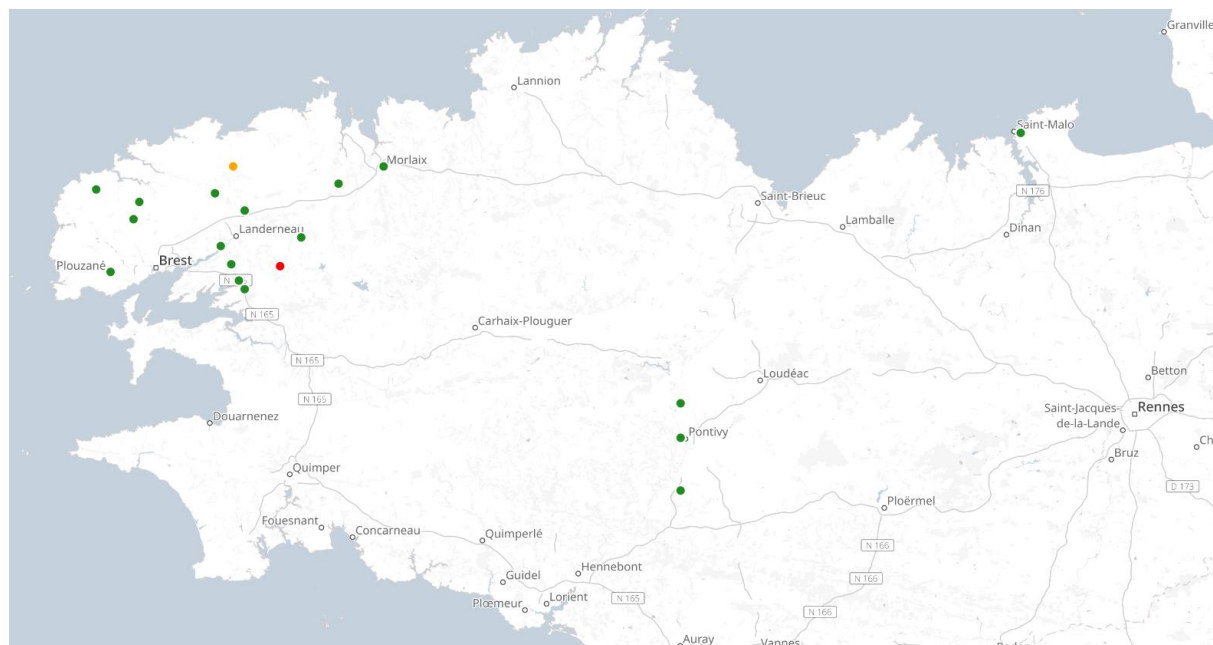 Granville
Lannion
Saint-Malo
Morlaix
N 176
Saint-Brieuc
Lamballe
Dinan
Landerneau
Brest
Plouzané
N 165
Carhaix-Plouguer
N 165
Loudéac
Betton
N 165
Saint-Jacques-
de-la-Lande
Rennes
Douarnenez
Pontivy
Ch
Bruz
Quimper
D 173
Ploërmel
Fouesnant
Concarneau
Quimperlé
N 166
Hennebont
Guidel
N 166
Lorient
N 165
Plœmeur
N 166
Auray
Vannes